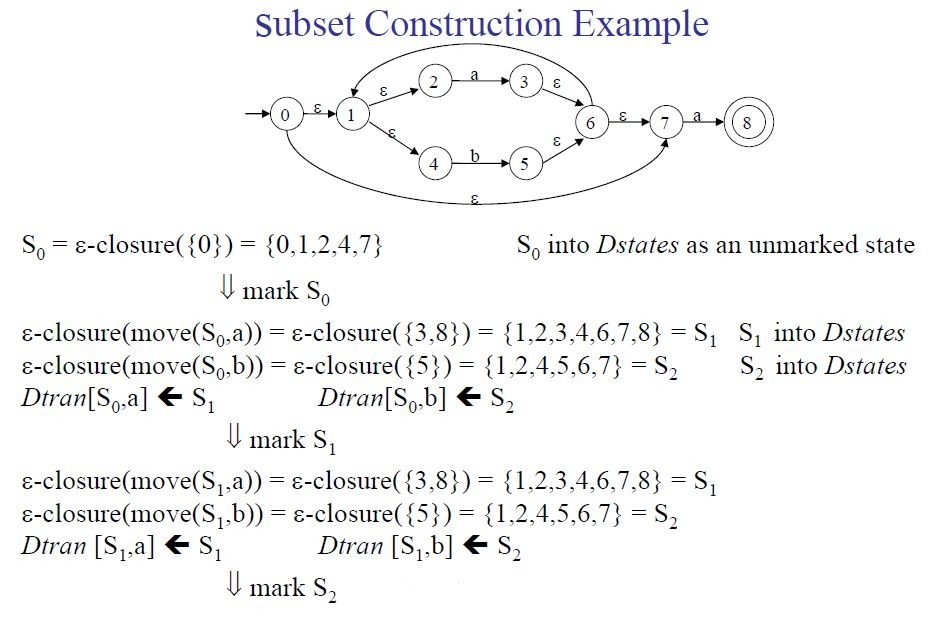 Subset Construction Example
ε
ε
2
a
3
ε
0
ε
1
6
ε
7
a
8
ε
4
b
5
ε
ε
S₀ = ε-closure({0}) = {0,1,2,4,7} S₀ into Dstates as an unmarked state
⇓ mark S₀
ε-closure(move(S₀,a)) = ε-closure({3,8}) = {1,2,3,4,6,7,8} = S₁ S₁ into Dstates
ε-closure(move(S₀,b)) = ε-closure({5}) = {1,2,4,5,6,7} = S₂ S₂ into Dstates
Dtran[S₀,a] ← S₁ Dtran[S₀,b] ← S₂
⇓ mark S₁
ε-closure(move(S₁,a)) = ε-closure({3,8}) = {1,2,3,4,6,7,8} = S₁
ε-closure(move(S₁,b)) = ε-closure({5}) = {1,2,4,5,6,7} = S₂
Dtran [S₁,a] ← S₁ Dtran [S₁,b] ← S₂
⇓ mark S₂